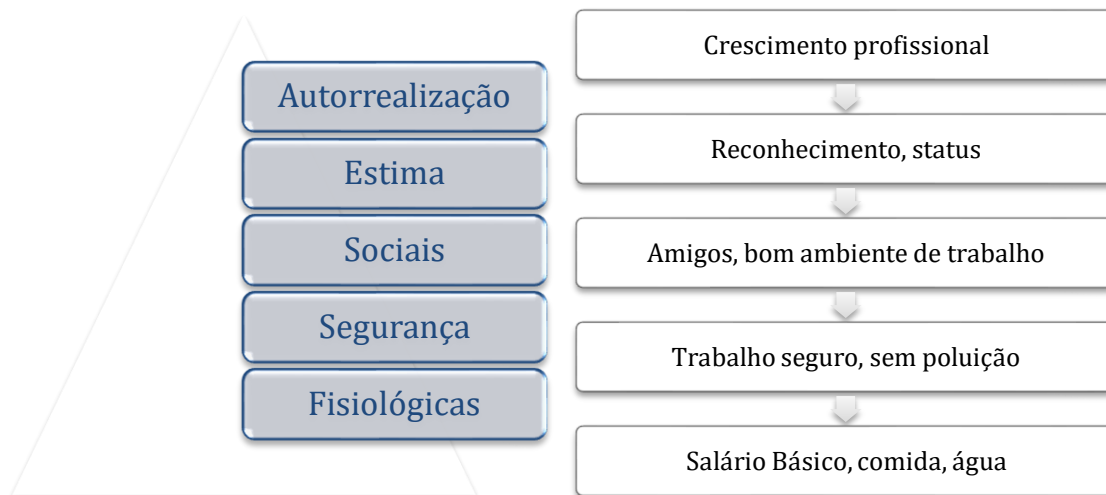 Autorrealização
Estima
Sociais
Segurança
Fisiológicas
Crescimento profissional
Reconhecimento, status
Amigos, bom ambiente de trabalho
Trabalho seguro, sem poluição
Salário Básico, comida, água